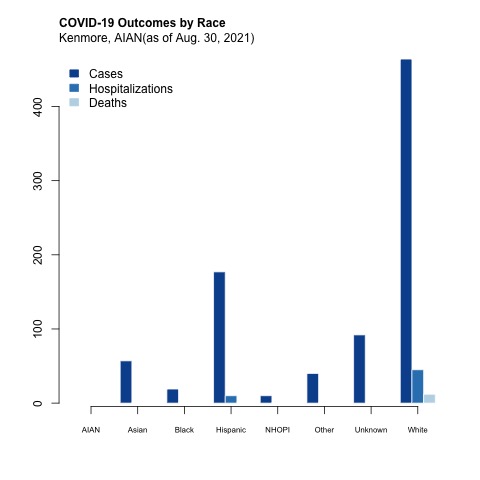 COVID-19 Outcomes by Race
Kenmore, AIAN(as of Aug. 30, 2021)
Cases
Hospitalizations
Deaths
400
300
200
100
0
AIAN Asian Black Hispanic NHOPI Other Unknown White